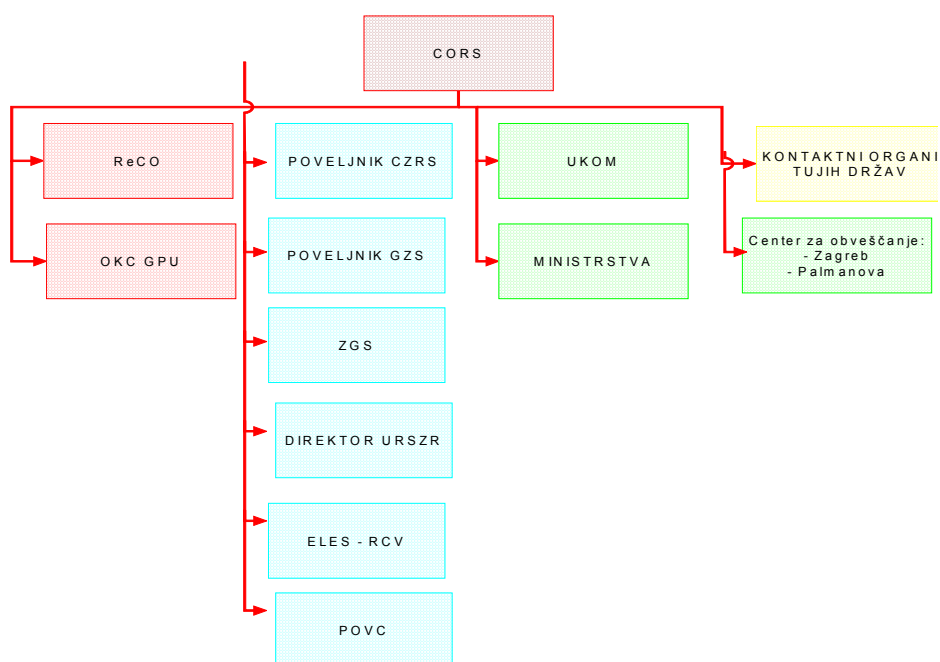 CORS
ReCO
OKC GPU
POVELJNIK CZRS
POVELJNIK GZS
ZGS
DIREKTOR URSZR
ELES - RCV
POVC
UKOM
MINISTRSTVA
KONTAKTNI ORGANI
TUJIH DRŽAV
Center za obveščanje:
- Zagreb
- Palmanova